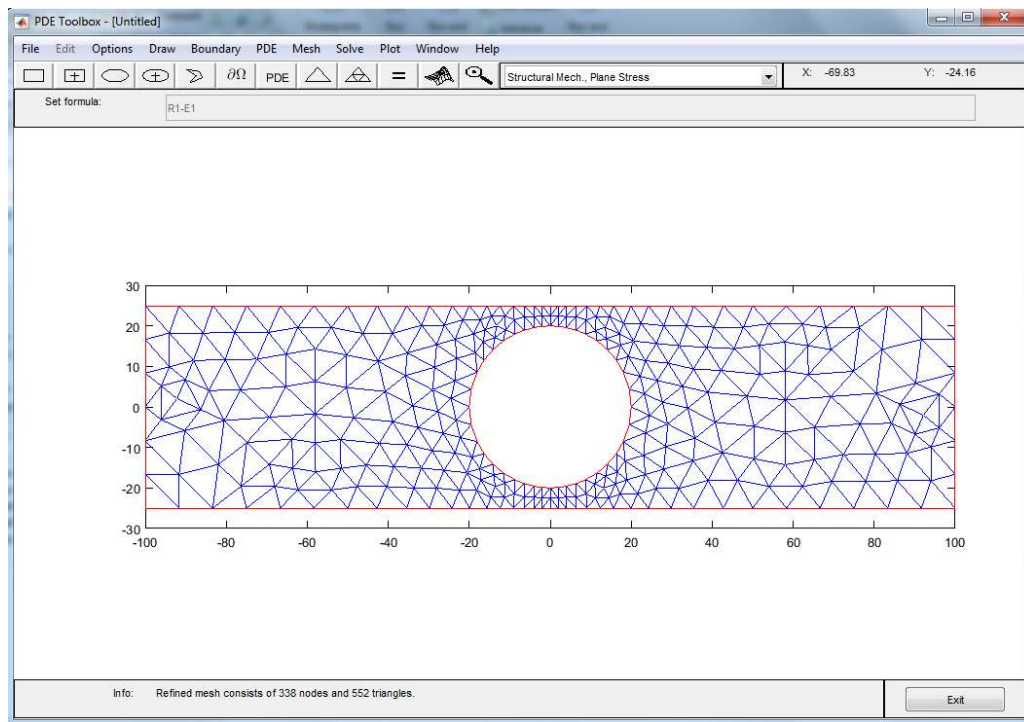 PDE Toolbox - [Untitled]
File Edit Options Draw Boundary PDE Mesh Solve Plot Window Help
∂Ω PDE = Structural Mech., Plane Stress X: -69.83 Y: -24.16
Set formula: R1-E1
30
20
10
0
-10
-20
-30
-100 -80 -60 -40 -20 0 20 40 60 80 100
Info: Refined mesh consists of 338 nodes and 552 triangles. Exit